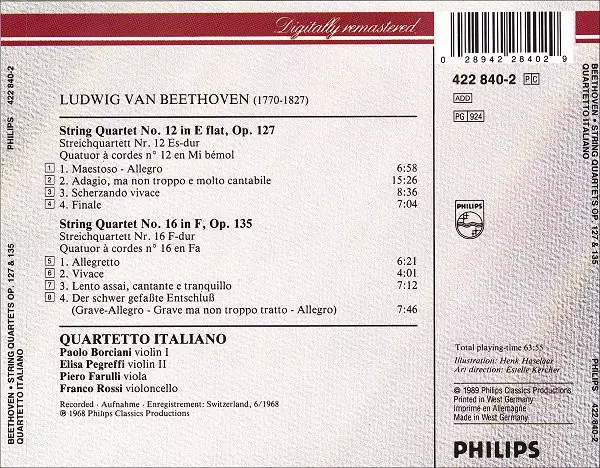 Digitally remastered
0 28942 28402 9
422 840-2 PC
ADD
PG 924
LUDWIG VAN BEETHOVEN (1770-1827)
String Quartet No. 12 in E flat, Op. 127
Streichquartett Nr. 12 Es-dur
Quatuor à cordes n° 12 en Mi bémol
1 1. Maestoso - Allegro 6:58
2 2. Adagio, ma non troppo e molto cantabile 15:26
3 3. Scherzando vivace 8:36
4 4. Finale 7:04
String Quartet No. 16 in F, Op. 135
Streichquartett Nr. 16 F-dur
Quatuor à cordes n° 16 en Fa
5 1. Allegretto 6:21
6 2. Vivace 4:01
7 3. Lento assai, cantante e tranquillo 7:12
8 4. Der schwer gefaßte Entschluß
(Grave-Allegro - Grave ma non troppo tratto - Allegro) 7:46
QUARTETTO ITALIANO
Paolo Borciani violin I
Elisa Pegreffi violin II
Piero Farulli viola
Franco Rossi violoncello
Recorded · Aufnahme · Enregistrement: Switzerland, 6/1968
℗ 1968 Philips Classics Productions
PHILIPS
Total playing-time 63:55
Illustration: Henk Haselaar
Art direction: Estelle Kercher
© 1989 Philips Classics Productions
Printed in West Germany
Imprimé en Allemagne
Made in West Germany
PHILIPS
BEETHOVEN • STRING QUARTETS OP. 127 & 135
QUARTETTO ITALIANO
PHILIPS 422 840-2
BEETHOVEN • STRING QUARTETS OP. 127 & 135
QUARTETTO ITALIANO
PHILIPS 422 840-2